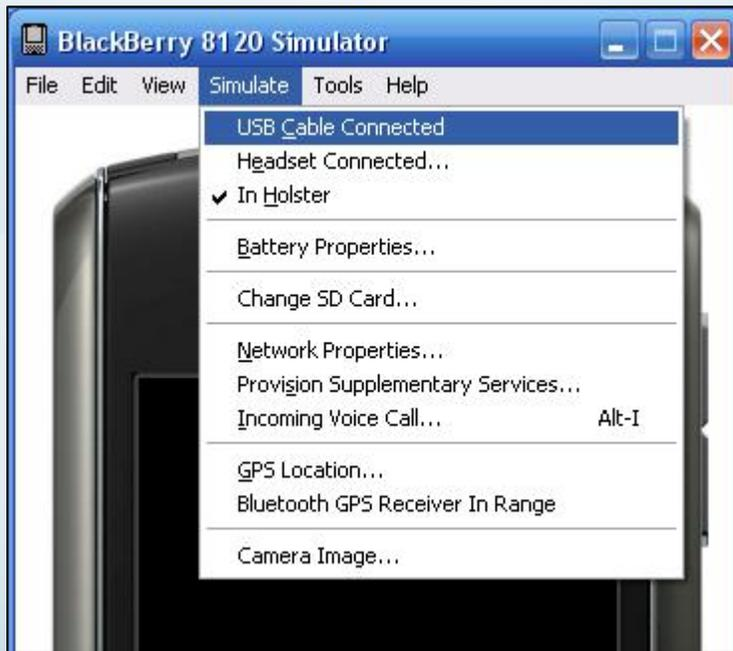 BlackBerry 8120 Simulator
File Edit View Simulate Tools Help
USB Cable Connected
Headset Connected...
In Holster
Battery Properties...
Change SD Card...
Network Properties...
Provision Supplementary Services...
Incoming Voice Call... Alt-I
GPS Location...
Bluetooth GPS Receiver In Range
Camera Image...